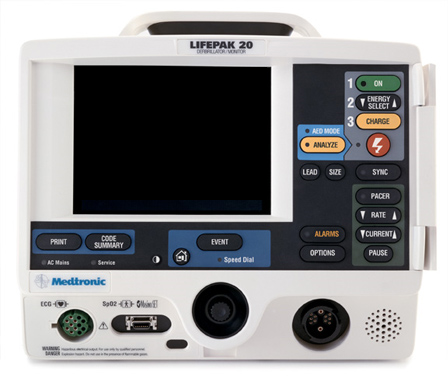 LIFEPAK 20
DEFIBRILLATOR/MONITOR
1 ON
2 ENERGY SELECT
3 CHARGE
AED MODE
ANALYZE
LEAD SIZE SYNC
PACER
RATE
CURRENT
PAUSE
ALARMS
OPTIONS
PRINT
CODE SUMMARY
EVENT
AC Mains Service
Speed Dial
Medtronic
ECG SpO2 Masimo
WARNING
DANGER